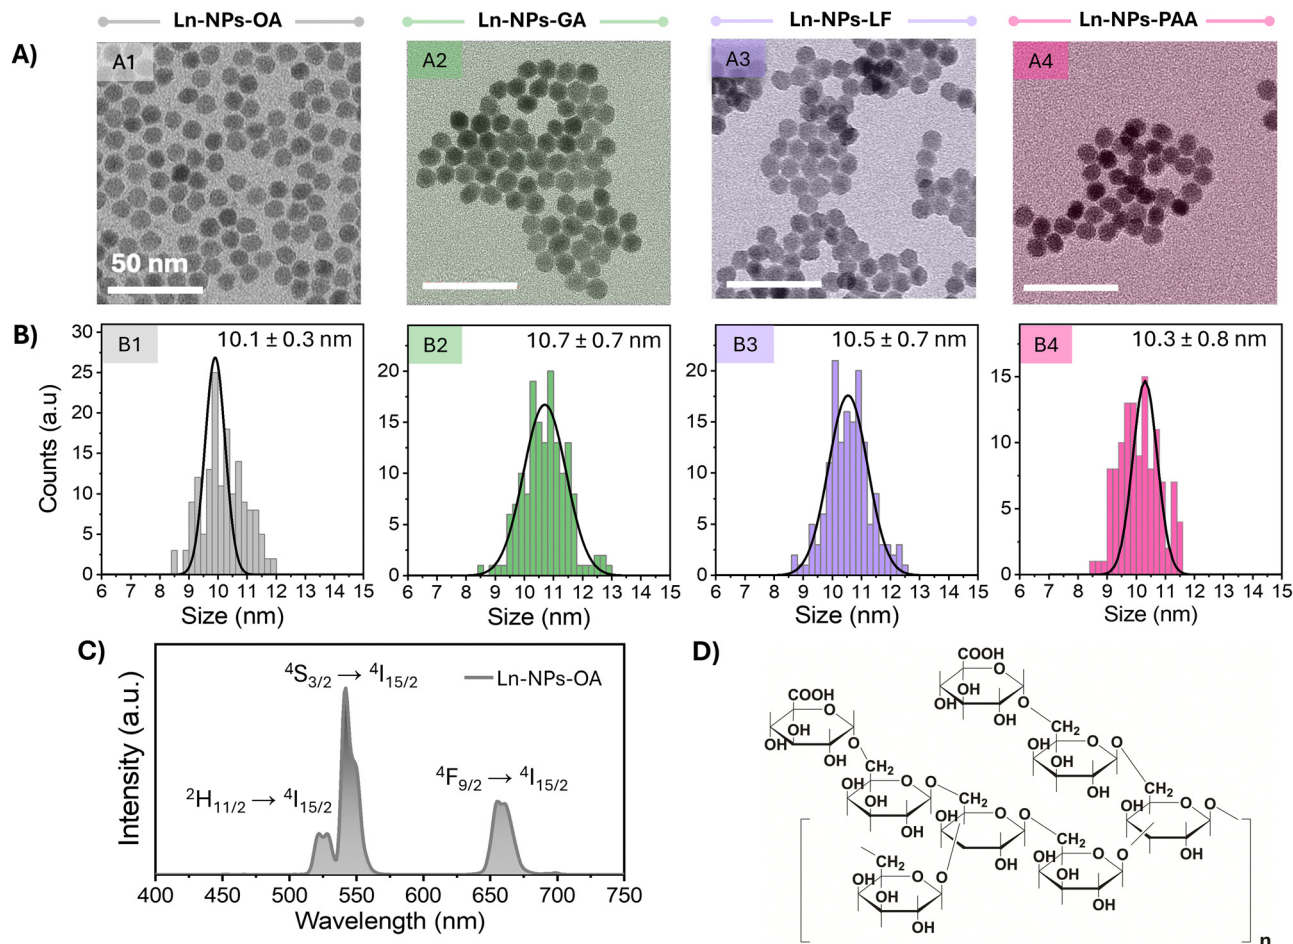 Ln-NPs-OA
Ln-NPs-GA
Ln-NPs-LF
Ln-NPs-PAA
A)
A1
A2
A3
A4
50 nm
B)
B1
10.1 ± 0.3 nm
B2
10.7 ± 0.7 nm
B3
10.5 ± 0.7 nm
B4
10.3 ± 0.8 nm
Counts (a.u)
30
25
20
15
10
5
0
6 7 8 9 10 11 12 13 14 15
Size (nm)
20
15
10
5
0
6 7 8 9 10 11 12 13 14 15
Size (nm)
20
15
10
5
0
6 7 8 9 10 11 12 13 14 15
Size (nm)
15
10
5
0
6 7 8 9 10 11 12 13 14 15
Size (nm)
C)
Intensity (a.u.)
⁴S₃/₂ → ⁴I₁₅/₂
Ln-NPs-OA
⁴F₉/₂ → ⁴I₁₅/₂
²H₁₁/₂ → ⁴I₁₅/₂
400 450 500 550 600 650 700 750
Wavelength (nm)
D)
COOH
O
OH
OH
OH
O
COOH
O
OH
OH
OH
O
CH₂
O
O
OH
OH
OH
CH₂
O
O
OH
OH
OH
CH₂
O
O
OH
OH
CH₂
O
O
OH
OH
CH₂
O
O
OH
OH
OH
CH₂
O
O
OH
OH
OH
n